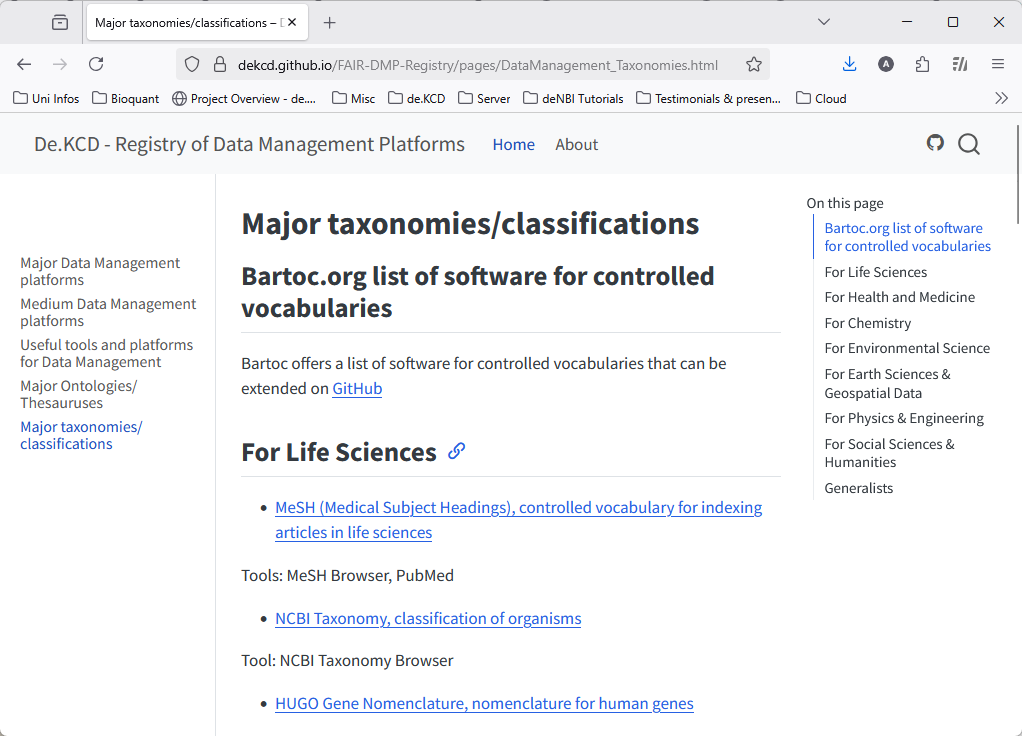 Major taxonomies/classifications –
dekcd.github.io/FAIR-DMP-Registry/pages/DataManagement_Taxonomies.html
A
Uni Infos
Bioquant
Project Overview - de....
Misc
de.KCD
Server
deNBI Tutorials
Testimonials & presen...
Cloud
De.KCD - Registry of Data Management Platforms
Home
About
Major Data Management
platforms
Medium Data Management
platforms
Useful tools and platforms
for Data Management
Major Ontologies/
Thesauruses
Major taxonomies/
classifications
Major taxonomies/classifications
Bartoc.org list of software for controlled
vocabularies
Bartoc offers a list of software for controlled vocabularies that can be
extended on GitHub
For Life Sciences
• MeSH (Medical Subject Headings), controlled vocabulary for indexing
articles in life sciences
Tools: MeSH Browser, PubMed
• NCBI Taxonomy, classification of organisms
Tool: NCBI Taxonomy Browser
• HUGO Gene Nomenclature, nomenclature for human genes
On this page
Bartoc.org list of software
for controlled vocabularies
For Life Sciences
For Health and Medicine
For Chemistry
For Environmental Science
For Earth Sciences &
Geospatial Data
For Physics & Engineering
For Social Sciences &
Humanities
Generalists